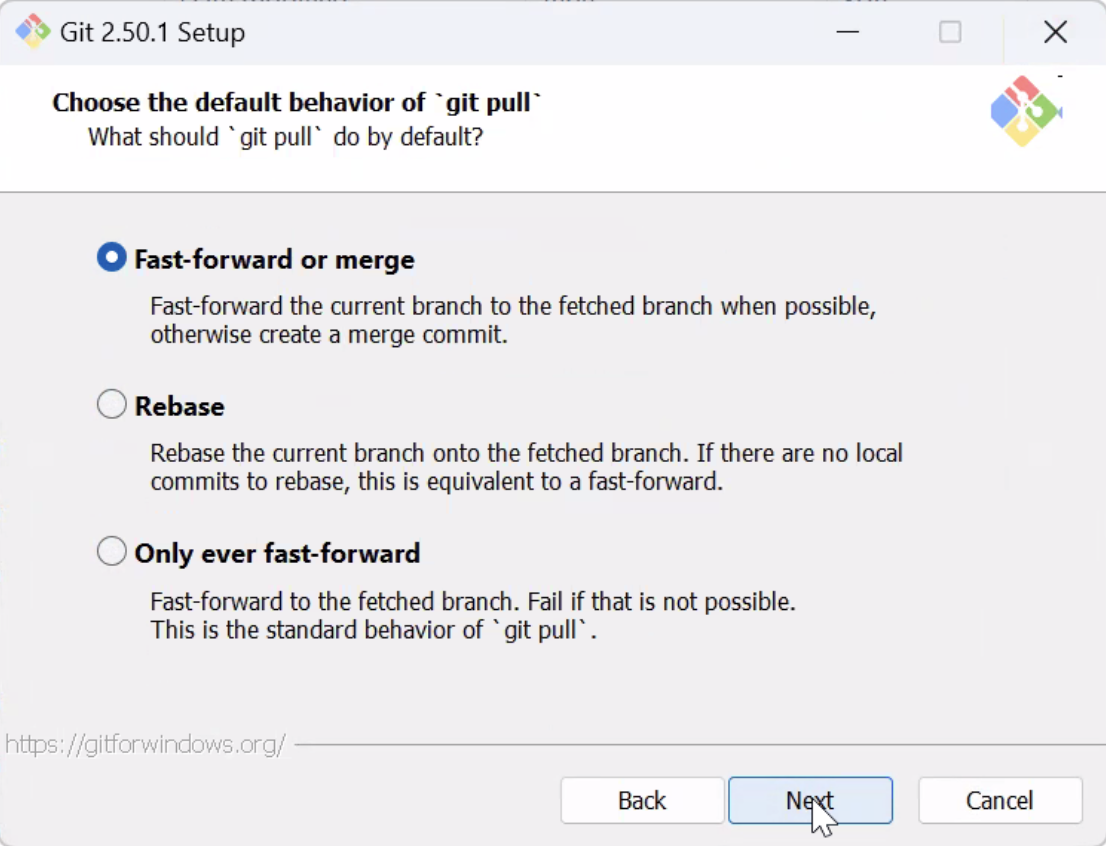 Git 2.50.1 Setup
Choose the default behavior of `git pull`
What should `git pull` do by default?
Fast-forward or merge
Fast-forward the current branch to the fetched branch when possible,
otherwise create a merge commit.
Rebase
Rebase the current branch onto the fetched branch. If there are no local
commits to rebase, this is equivalent to a fast-forward.
Only ever fast-forward
Fast-forward to the fetched branch. Fail if that is not possible.
This is the standard behavior of `git pull`.
https://gitforwindows.org/
Back
Next
Cancel